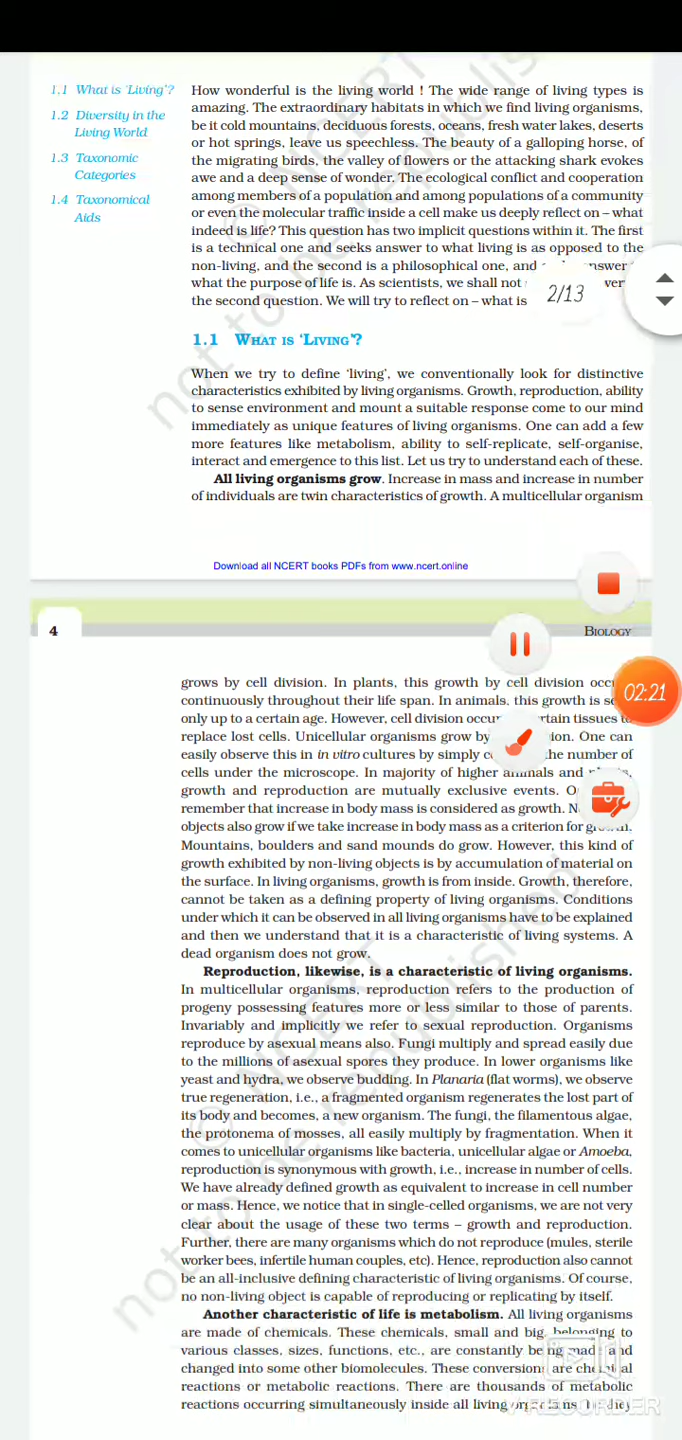 1.1 What is 'Living'?
1.2 Diversity in the
Living World
1.3 Taxonomic
Categories
1.4 Taxonomical
Aids
How wonderful is the living world ! The wide range of living types is
amazing. The extraordinary habitats in which we find living organisms,
be it cold mountains, deciduous forests, oceans, fresh water lakes, deserts
or hot springs, leave us speechless. The beauty of a galloping horse, of
the migrating birds, the valley of flowers or the attacking shark evokes
awe and a deep sense of wonder. The ecological conflict and cooperation
among members of a population and among populations of a community
or even the molecular traffic inside a cell make us deeply reflect on – what
indeed is life? This question has two implicit questions within it. The first
is a technical one and seeks answer to what living is as opposed to the
non-living, and the second is a philosophical one, and answer
what the purpose of life is. As scientists, we shall not
the second question. We will try to reflect on – what is
2/13
1.1 WHAT IS 'LIVING'?
When we try to define 'living', we conventionally look for distinctive
characteristics exhibited by living organisms. Growth, reproduction, ability
to sense environment and mount a suitable response come to our mind
immediately as unique features of living organisms. One can add a few
more features like metabolism, ability to self-replicate, self-organise,
interact and emergence to this list. Let us try to understand each of these.
All living organisms grow. Increase in mass and increase in number
of individuals are twin characteristics of growth. A multicellular organism
Download all NCERT books PDFs from www.ncert.online
4
BIOLOGY
02:21
grows by cell division. In plants, this growth by cell division
continuously throughout their life span. In animals, this growth is
only up to a certain age. However, cell division
replace lost cells. Unicellular organisms grow by One can
easily observe this in in vitro cultures by simply the number of
cells under the microscope. In majority of higher animals and
growth and reproduction are mutually exclusive events.
remember that increase in body mass is considered as growth.
objects also grow if we take increase in body mass as a criterion for
Mountains, boulders and sand mounds do grow. However, this kind of
growth exhibited by non-living objects is by accumulation of material on
the surface. In living organisms, growth is from inside. Growth, therefore,
cannot be taken as a defining property of living organisms. Conditions
under which it can be observed in all living organisms have to be explained
and then we understand that it is a characteristic of living systems. A
dead organism does not grow.
Reproduction, likewise, is a characteristic of living organisms.
In multicellular organisms, reproduction refers to the production of
progeny possessing features more or less similar to those of parents.
Invariably and implicitly we refer to sexual reproduction. Organisms
reproduce by asexual means also. Fungi multiply and spread easily due
to the millions of asexual spores they produce. In lower organisms like
yeast and hydra, we observe budding. In Planaria (flat worms), we observe
true regeneration, i.e., a fragmented organism regenerates the lost part of
its body and becomes, a new organism. The fungi, the filamentous algae,
the protonema of mosses, all easily multiply by fragmentation. When it
comes to unicellular organisms like bacteria, unicellular algae or Amoeba,
reproduction is synonymous with growth, i.e., increase in number of cells.
We have already defined growth as equivalent to increase in cell number
or mass. Hence, we notice that in single-celled organisms, we are not very
clear about the usage of these two terms – growth and reproduction.
Further, there are many organisms which do not reproduce (mules, sterile
worker bees, infertile human couples, etc). Hence, reproduction also cannot
be an all-inclusive defining characteristic of living organisms. Of course,
no non-living object is capable of reproducing or replicating by itself.
Another characteristic of life is metabolism. All living organisms
are made of chemicals. These chemicals, small and big, belonging to
various classes, sizes, functions, etc., are constantly being made and
changed into some other biomolecules. These conversions are chemical
reactions or metabolic reactions. There are thousands of metabolic
reactions occurring simultaneously inside all living organisms, be they
© NCERT
not to be republished
© NCERT
not to be republished
RECORDER